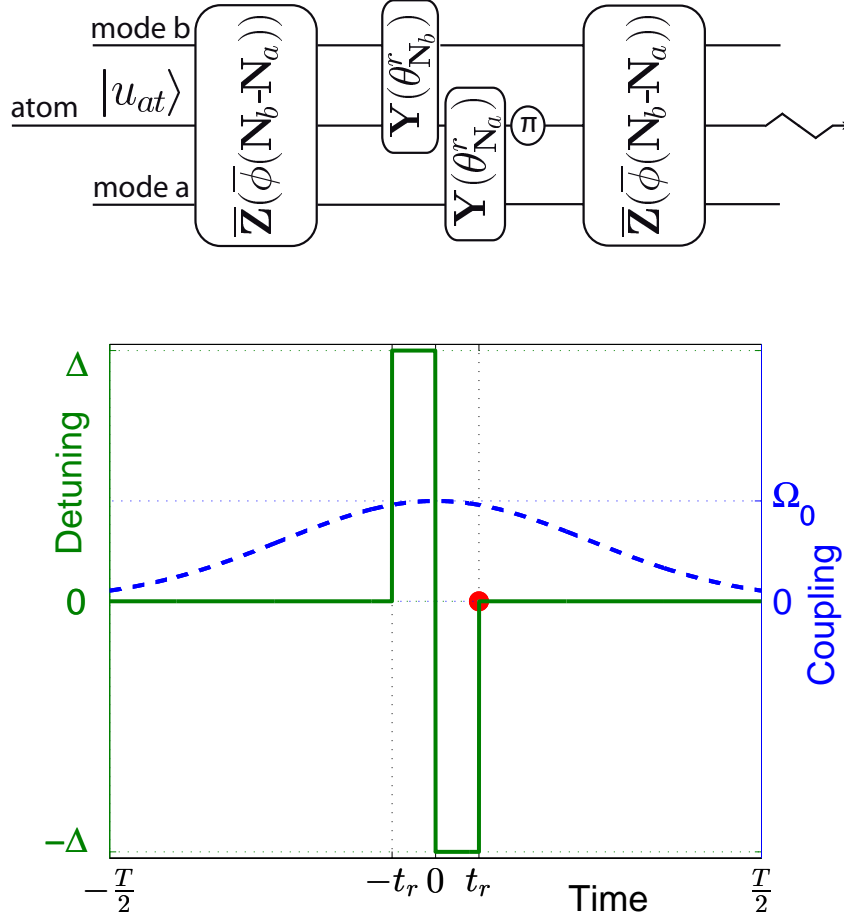 mode b
atom |u_at⟩
mode a
Z̅(ϕ̅(N_b-N_a))
Y(θ^r_{N_b})
Y(θ^r_{N_a})
π
Z̅(ϕ̅(N_b-N_a))
Δ
Detuning
0
−Δ
Ω_0
0
Coupling
−T/2
−t_r 0 t_r
T/2
Time